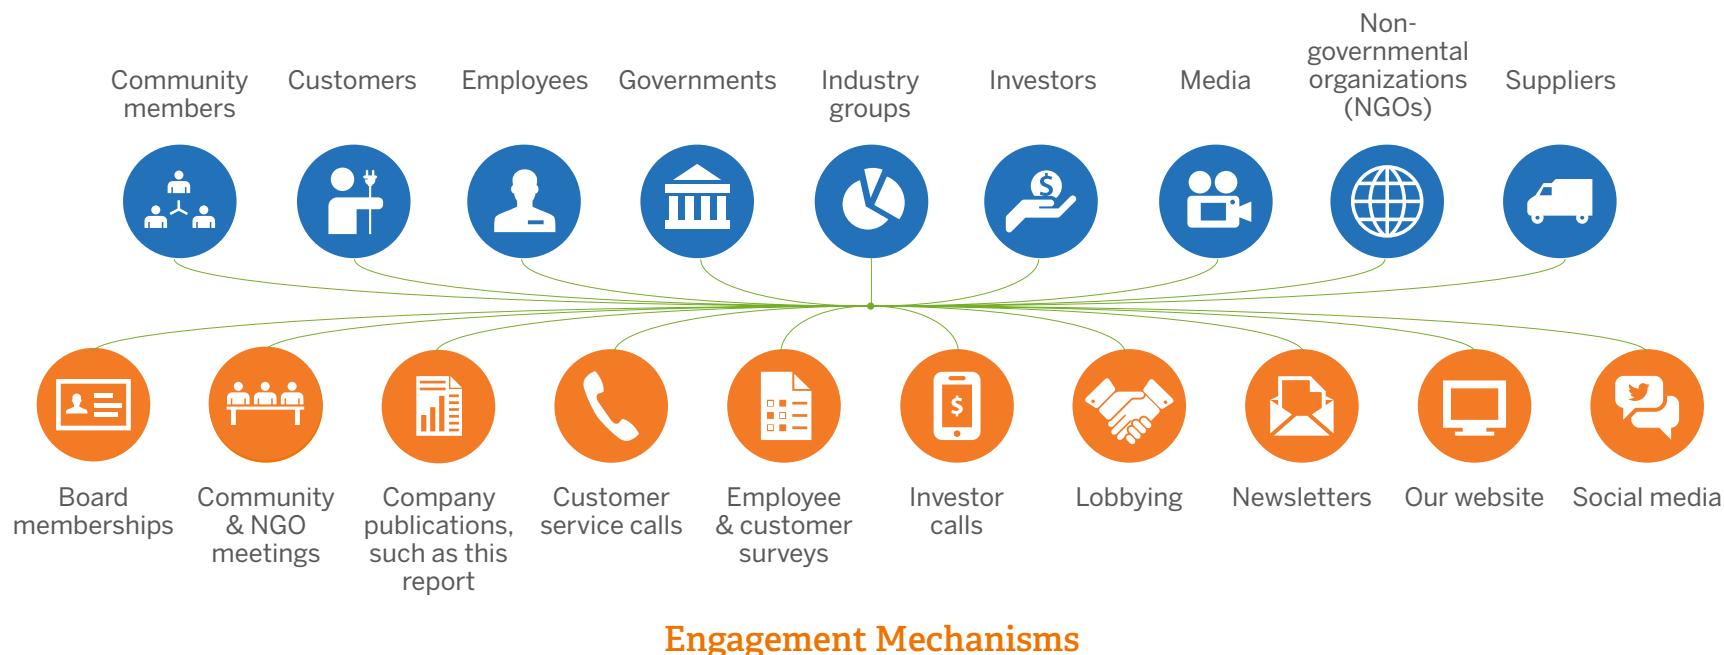 Community
members
Customers
Employees
Governments
Industry
groups
Investors
Media
Non-
governmental
organizations
(NGOs)
Suppliers
$
$
Board
memberships
Community
& NGO
meetings
Company
publications,
such as this
report
Customer
service calls
Employee
& customer
surveys
Investor
calls
Lobbying
Newsletters
Our website
Social media
Engagement Mechanisms